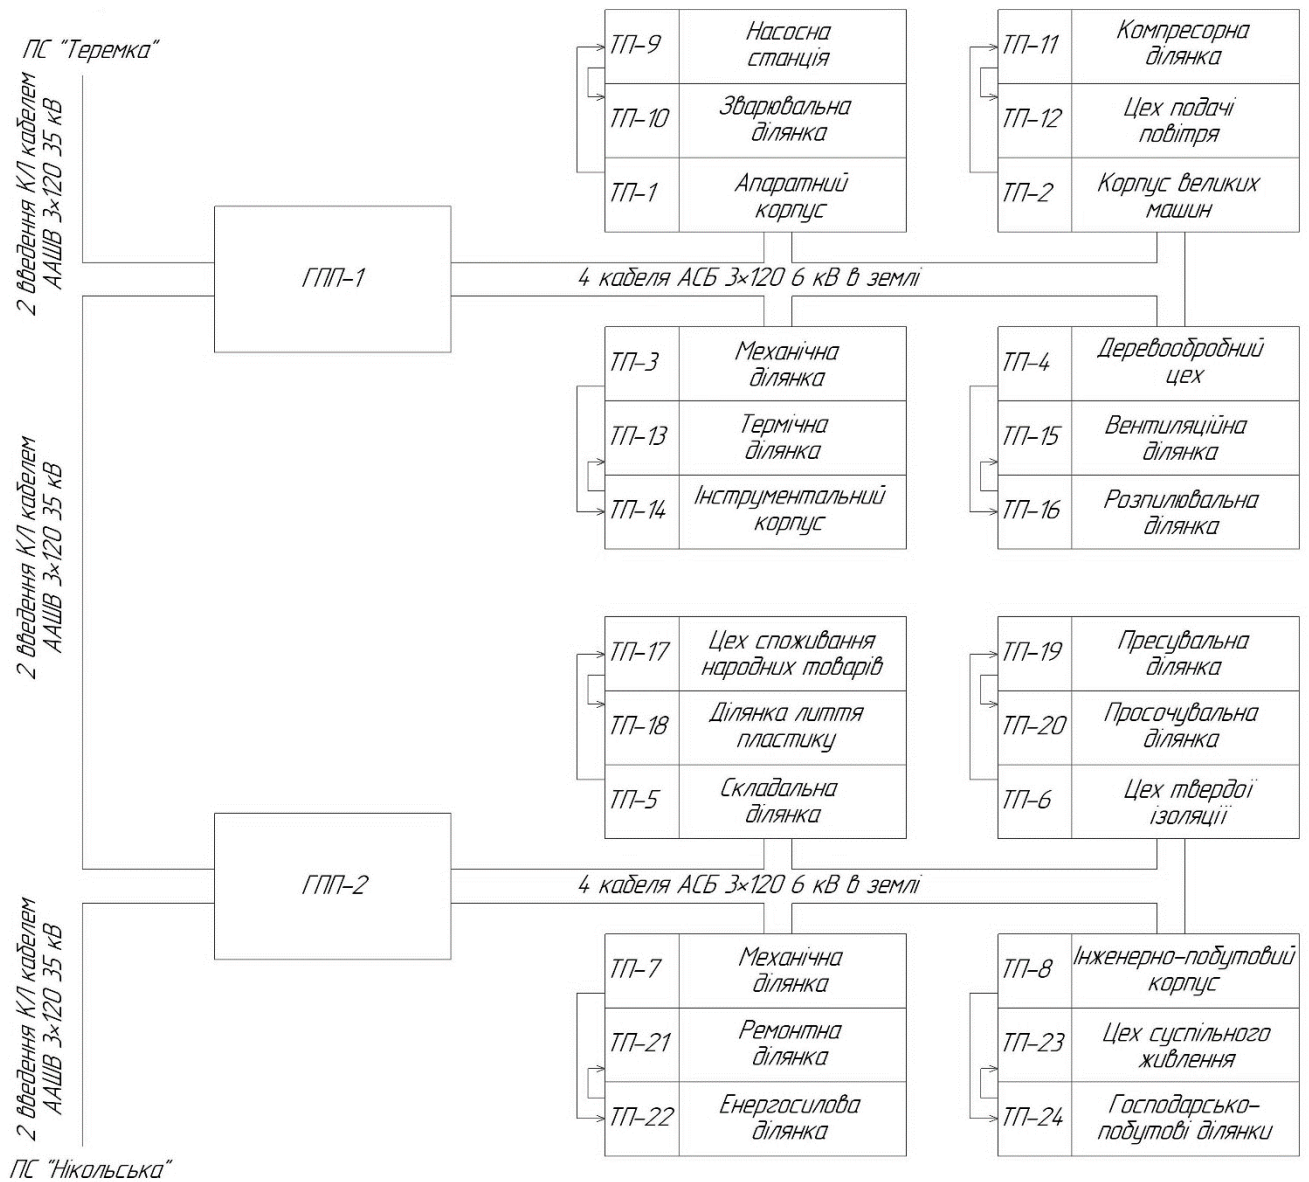 ПС "Теремка"
2 введення КЛ кабелем
ААШВ 3×120 35 кВ
ГПП-1
4 кабеля АСБ 3×120 6 кВ в землі
ТП-9
Насосна
станція
ТП-10
Зварювальна
ділянка
ТП-1
Апаратний
корпус
ТП-11
Компресорна
ділянка
ТП-12
Цех подачі
повітря
ТП-2
Корпус великих
машин
ТП-3
Механічна
ділянка
ТП-13
Термічна
ділянка
ТП-14
Інструментальний
корпус
ТП-4
Деревообробний
цех
ТП-15
Вентиляційна
ділянка
ТП-16
Розпилювальна
ділянка
2 введення КЛ кабелем
ААШВ 3×120 35 кВ
ГПП-2
4 кабеля АСБ 3×120 6 кВ в землі
ТП-17
Цех споживання
народних товарів
ТП-18
Ділянка лиття
пластику
ТП-5
Складальна
ділянка
ТП-19
Пресувальна
ділянка
ТП-20
Просочувальна
ділянка
ТП-6
Цех твердої
ізоляції
ТП-7
Механічна
ділянка
ТП-21
Ремонтна
ділянка
ТП-22
Енергосилова
ділянка
ТП-8
Інженерно-побутовий
корпус
ТП-23
Цех суспільного
живлення
ТП-24
Господарсько-
побутові ділянки
2 введення КЛ кабелем
ААШВ 3×120 35 кВ
ПС "Нікольська"